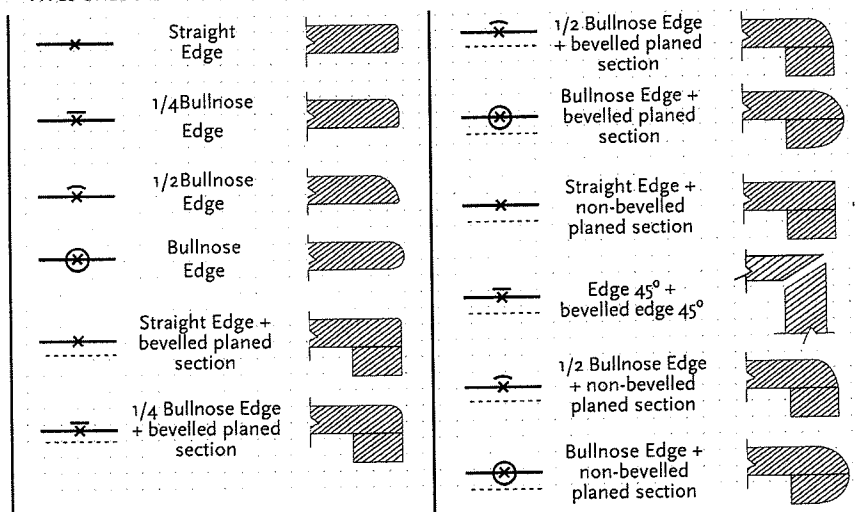 Straight
Edge
1/4Bullnose
Edge
1/2Bullnose
Edge
Bullnose
Edge
Straight Edge +
bevelled planed
section
1/4 Bullnose Edge
+ bevelled planed
section
1/2 Bullnose Edge
+ bevelled planed
section
Bullnose Edge +
bevelled planed
section
Straight Edge +
non-bevelled
planed section
Edge 45º +
bevelled edge 45º
1/2 Bullnose Edge
+ non-bevelled
planed section
Bullnose Edge +
non-bevelled
planed section